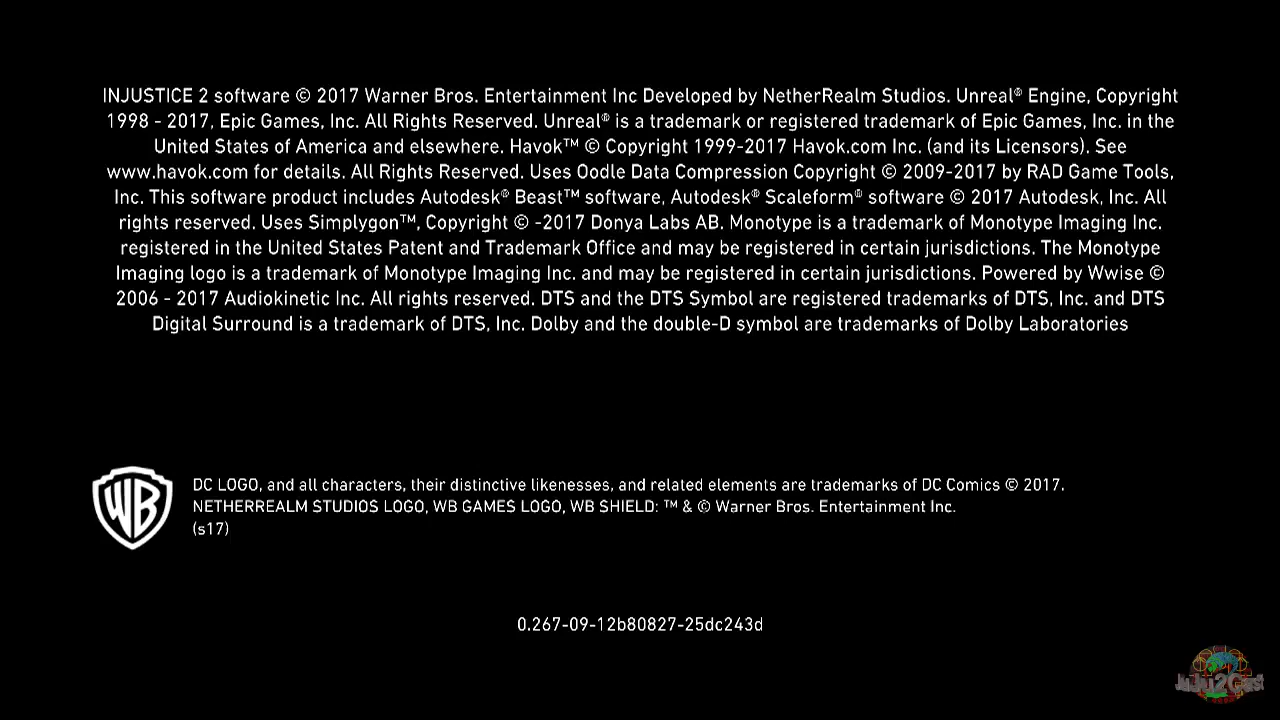 INJUSTICE 2 software © 2017 Warner Bros. Entertainment Inc Developed by NetherRealm Studios. Unreal® Engine, Copyright
1998 - 2017, Epic Games, Inc. All Rights Reserved. Unreal® is a trademark or registered trademark of Epic Games, Inc. in the
United States of America and elsewhere. Havok™ © Copyright 1999-2017 Havok.com Inc. (and its Licensors). See
www.havok.com for details. All Rights Reserved. Uses Oodle Data Compression Copyright © 2009-2017 by RAD Game Tools,
Inc. This software product includes Autodesk® Beast™ software, Autodesk® Scaleform® software © 2017 Autodesk, Inc. All
rights reserved. Uses Simplygon™, Copyright © -2017 Donya Labs AB. Monotype is a trademark of Monotype Imaging Inc.
registered in the United States Patent and Trademark Office and may be registered in certain jurisdictions. The Monotype
Imaging logo is a trademark of Monotype Imaging Inc. and may be registered in certain jurisdictions. Powered by Wwise ©
2006 - 2017 Audiokinetic Inc. All rights reserved. DTS and the DTS Symbol are registered trademarks of DTS, Inc. and DTS
Digital Surround is a trademark of DTS, Inc. Dolby and the double-D symbol are trademarks of Dolby Laboratories
WB
DC LOGO, and all characters, their distinctive likenesses, and related elements are trademarks of DC Comics © 2017.
NETHERREALM STUDIOS LOGO, WB GAMES LOGO, WB SHIELD: ™ & © Warner Bros. Entertainment Inc.
(s17)
0.267-09-12b80827-25dc243d